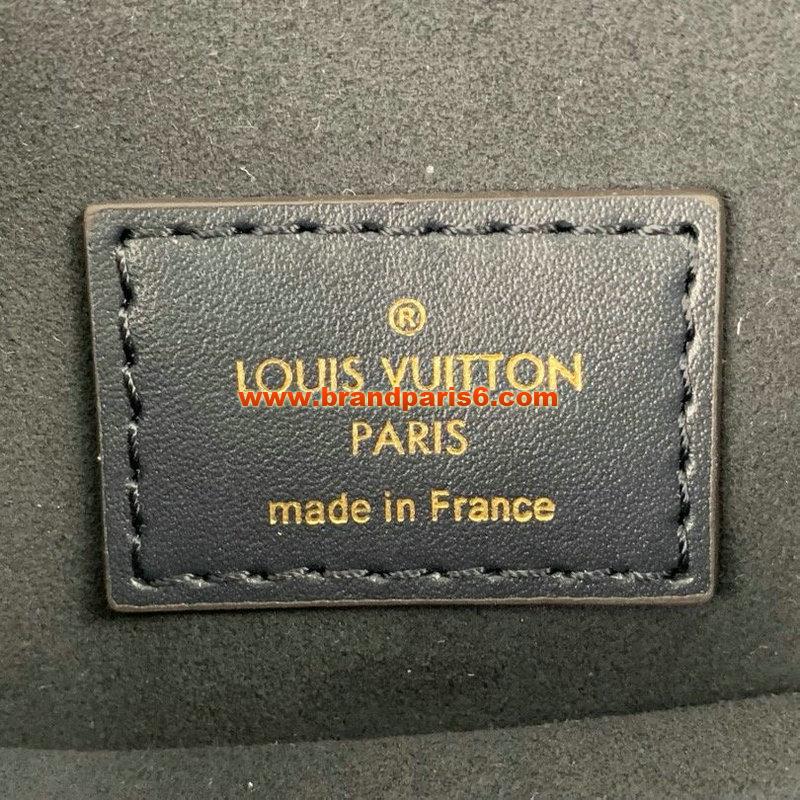 ®
LOUIS VUITTON
www.brandparis6.com
PARIS
made in France